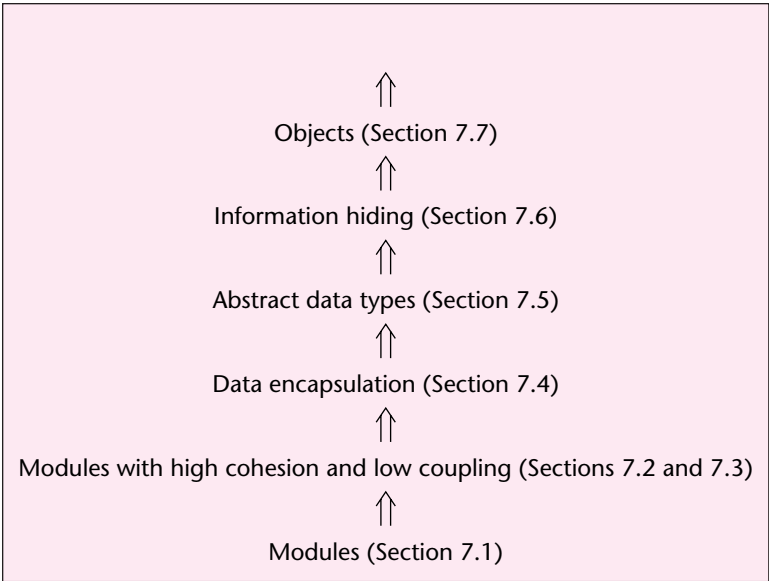 ⇑
Objects (Section 7.7)
⇑
Information hiding (Section 7.6)
⇑
Abstract data types (Section 7.5)
⇑
Data encapsulation (Section 7.4)
⇑
Modules with high cohesion and low coupling (Sections 7.2 and 7.3)
⇑
Modules (Section 7.1)